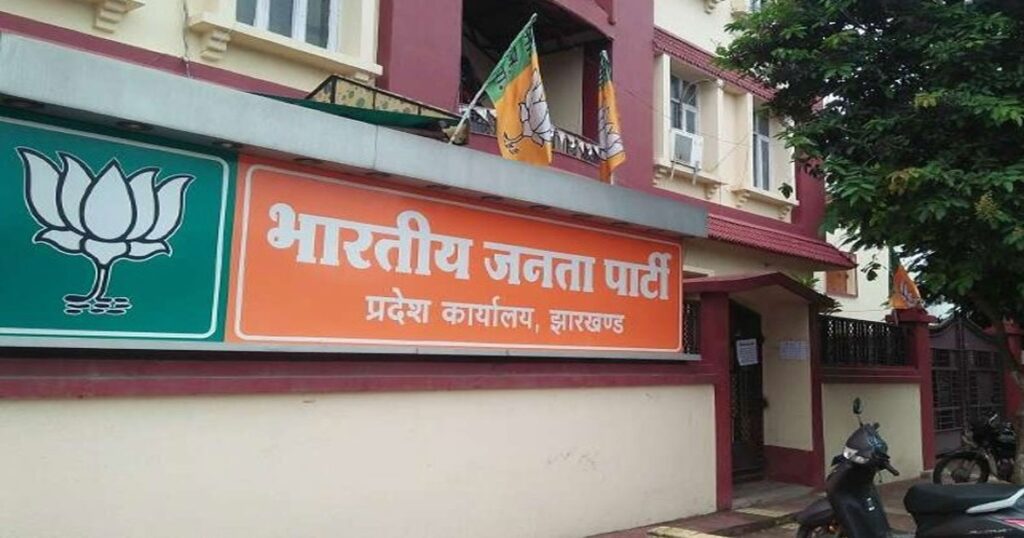 भारतीय जनता पार्टी
प्रदेश कार्यालय, झारखण्ड